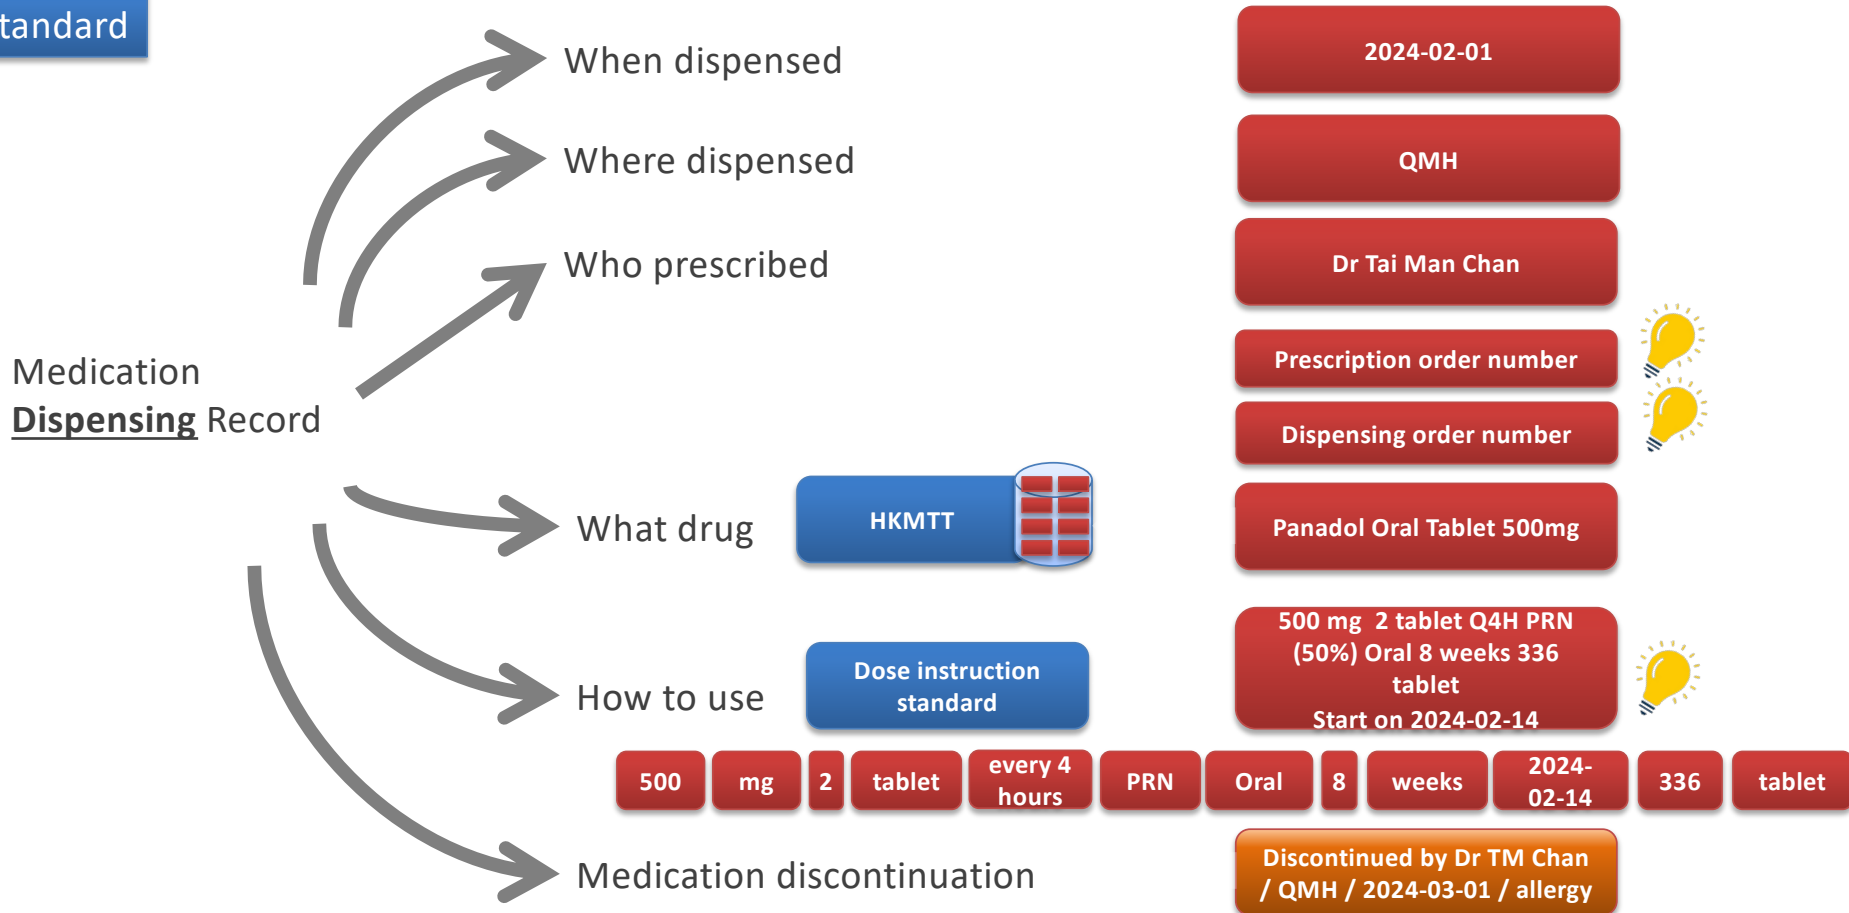 tandard
When dispensed
2024-02-01
Where dispensed
QMH
Who prescribed
Dr Tai Man Chan
Prescription order number
Medication
Dispensing Record
Dispensing order number
What drug
HKMTT
Panadol Oral Tablet 500mg
How to use
Dose instruction
standard
500 mg  2 tablet Q4H PRN
(50%) Oral 8 weeks 336
tablet
Start on 2024-02-14
500
mg
2
tablet
every 4
hours
PRN
Oral
8
weeks
2024-
02-14
336
tablet
Medication discontinuation
Discontinued by Dr TM Chan
/ QMH / 2024-03-01 / allergy